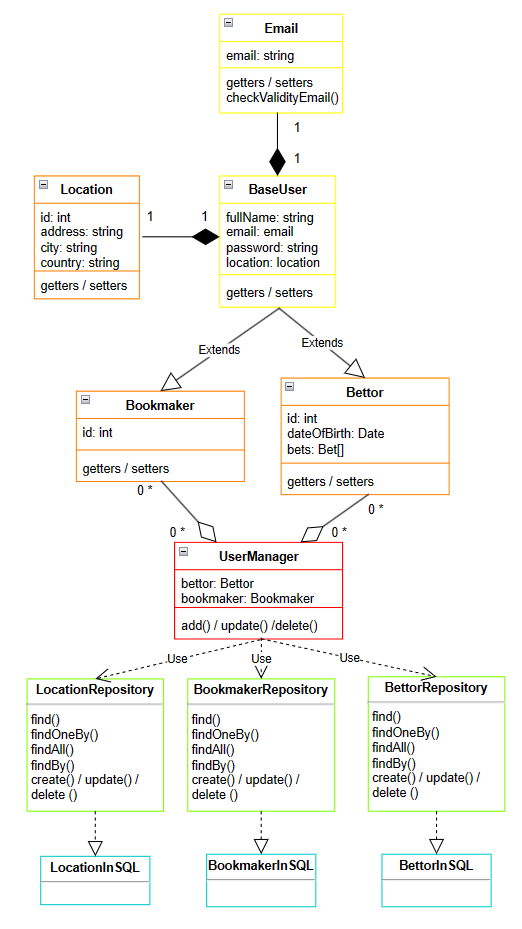 Email
email: string
getters / setters
checkValidityEmail()
1
1
Location
id: int
address: string
city: string
country: string
getters / setters
1
1
BaseUser
fullName: string
email: email
password: string
location: location
getters / setters
Extends
Extends
Bookmaker
id: int
getters / setters
Bettor
id: int
dateOfBirth: Date
bets: Bet[]
getters / setters
0 *
0 *
0 *
0 *
UserManager
bettor: Bettor
bookmaker: Bookmaker
add() / update() /delete()
Use
Use
Use
LocationRepository
find()
findOneBy()
findAll()
findBy()
create() / update() /
delete ()
BookmakerRepository
find()
findOneBy()
findAll()
findBy()
create() / update() /
delete ()
BettorRepository
find()
findOneBy()
findAll()
findBy()
create() / update() /
delete ()
LocationInSQL
BookmakerInSQL
BettorInSQL